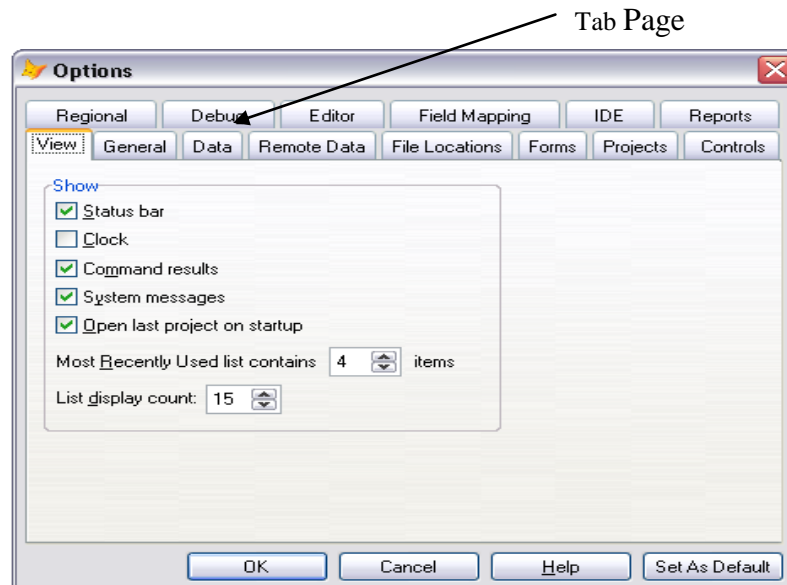 Tab Page
Options
Regional Debug Editor Field Mapping IDE Reports
View General Data Remote Data File Locations Forms Projects Controls
Show
Status bar
Clock
Command results
System messages
Open last project on startup
Most Recently Used list contains 4 items
List display count: 15
OK Cancel Help Set As Default